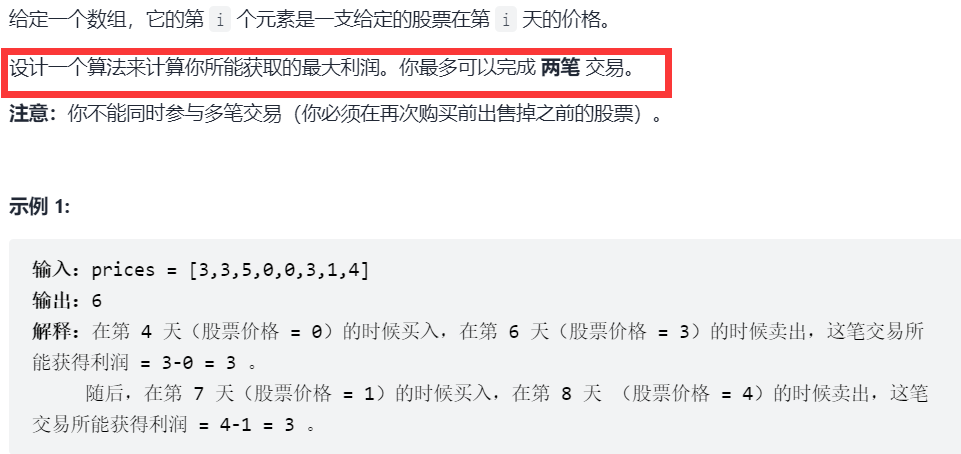 给定一个数组，它的第 i 个元素是一支给定的股票在第 i 天的价格。
设计一个算法来计算你所能获取的最大利润。你最多可以完成 两笔 交易。
注意：你不能同时参与多笔交易（你必须在再次购买前出售掉之前的股票）。
示例 1:
输入：prices = [3,3,5,0,0,3,1,4]
输出：6
解释：在第 4 天（股票价格 = 0）的时候买入，在第 6 天（股票价格 = 3）的时候卖出，这笔交易所
能获得利润 = 3-0 = 3 。
随后，在第 7 天（股票价格 = 1）的时候买入，在第 8 天 （股票价格 = 4）的时候卖出，这笔
交易所能获得利润 = 4-1 = 3 。